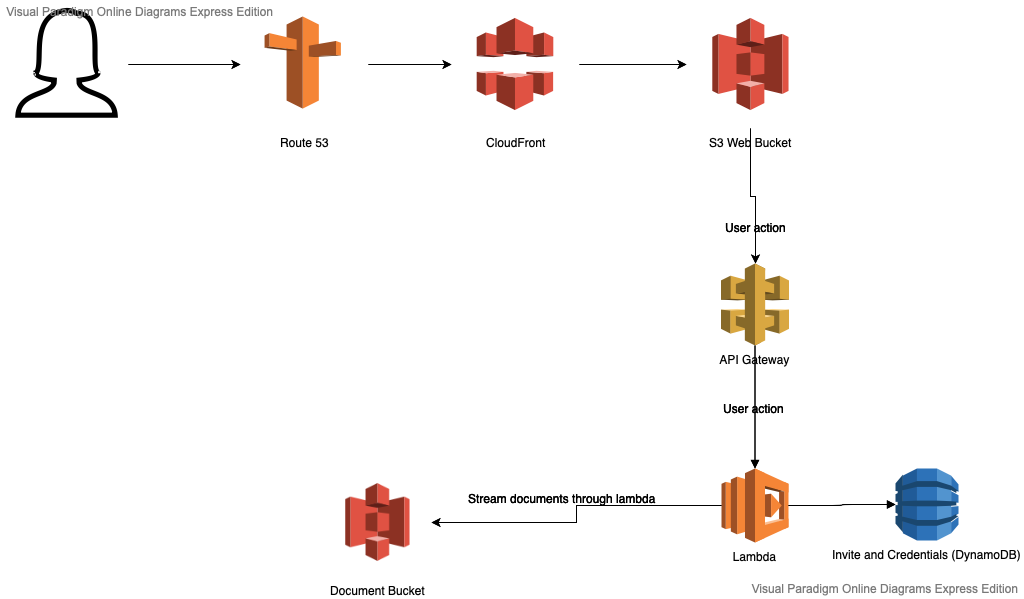 Visual Paradigm Online Diagrams Express Edition
Route 53
CloudFront
S3 Web Bucket
User action
API Gateway
User action
Stream documents through lambda
Lambda
Invite and Credentials (DynamoDB)
Document Bucket
Visual Paradigm Online Diagrams Express Edition